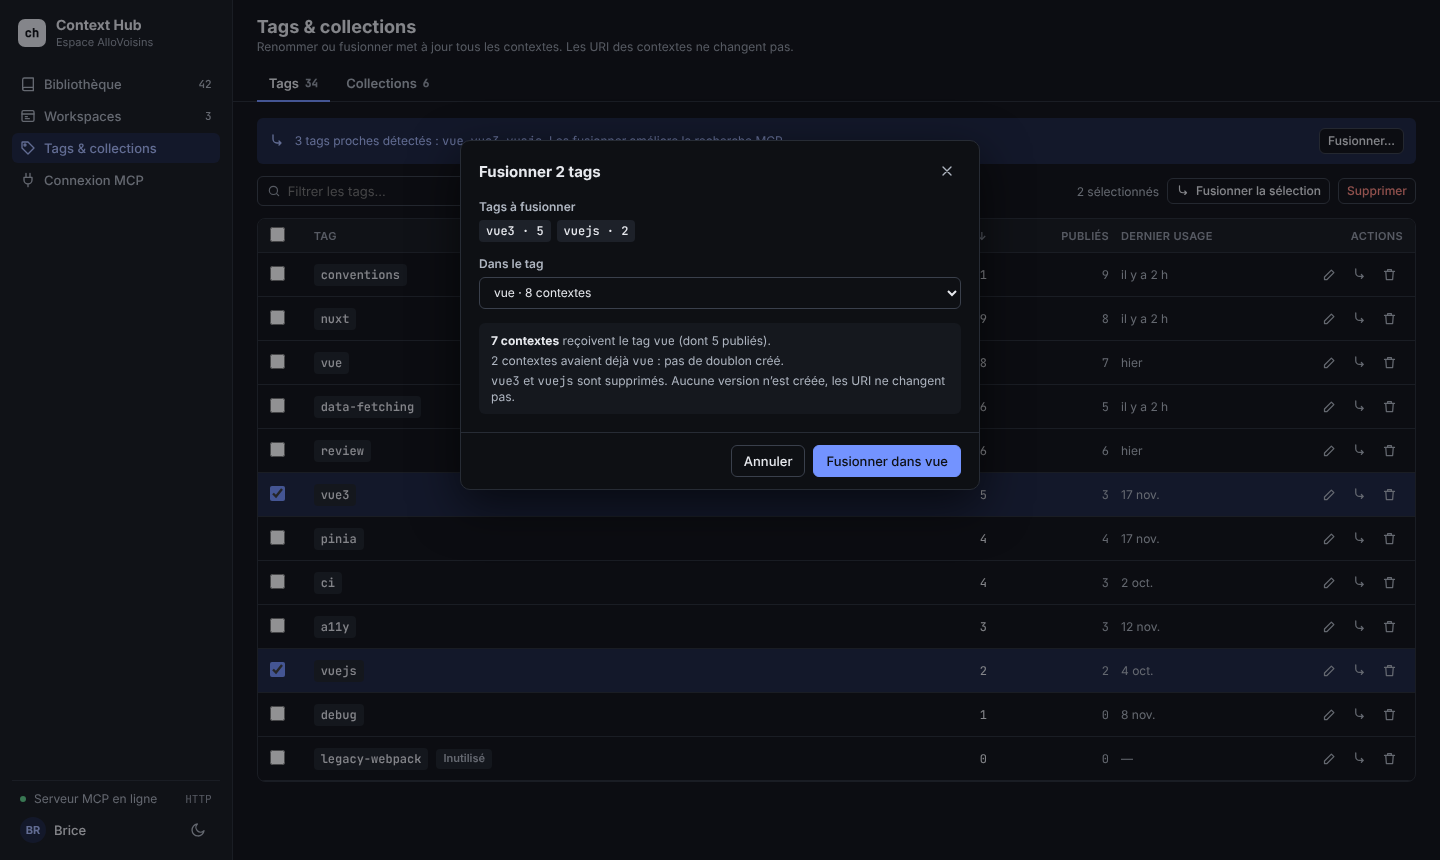 ch
Context Hub
Espace AlloVoisins
Bibliothèque 42
Workspaces 3
Tags & collections
Connexion MCP
Serveur MCP en ligne HTTP
BR Brice
Tags & collections
Renommer ou fusionner met à jour tous les contextes. Les URI des contextes ne changent pas.
Tags 34 Collections 6
3 tags proches détectés : vue, vue3, vuejs. Les fusionner améliore la recherche MCP. Fusionner…
Filtrer les tags… 2 sélectionnés Fusionner la sélection Supprimer
TAG ↓ PUBLIÉS DERNIER USAGE ACTIONS
conventions 1 9 il y a 2 h
nuxt 9 8 il y a 2 h
vue 8 7 hier
data-fetching 6 5 il y a 2 h
review 6 6 hier
vue3 5 3 17 nov.
pinia 4 4 17 nov.
ci 4 3 2 oct.
a11y 3 3 12 nov.
vuejs 2 2 4 oct.
debug 1 0 8 nov.
legacy-webpack Inutilisé 0 0 —
Fusionner 2 tags
Tags à fusionner
vue3 · 5 vuejs · 2
Dans le tag
vue · 8 contextes
7 contextes reçoivent le tag vue (dont 5 publiés).
2 contextes avaient déjà vue : pas de doublon créé.
vue3 et vuejs sont supprimés. Aucune version n’est créée, les URI ne changent
pas.
Annuler Fusionner dans vue